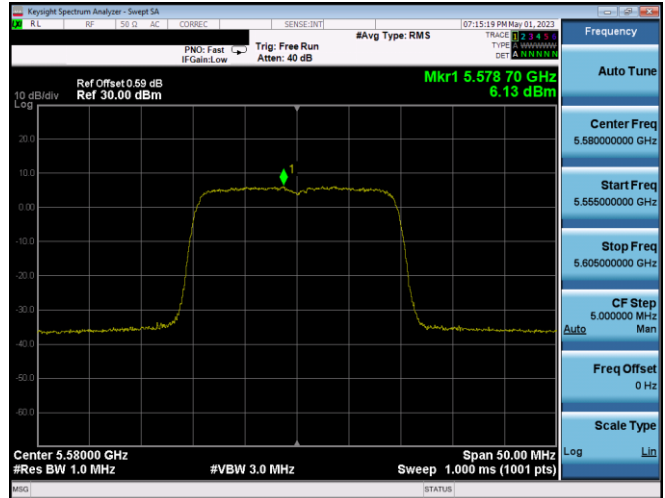 Keysight Spectrum Analyzer - Swept SA
RL RF 50 Ω AC CORREC SENSE:INT 07:15:19 PM May 01, 2023
#Avg Type: RMS TRACE 1 2 3 4 5 6
PNO: Fast Trig: Free Run TYPE A WWWWW
IFGain:Low Atten: 40 dB DET A N N N N N
Mkr1 5.578 70 GHz
6.13 dBm
Ref Offset 0.59 dB
10 dB/div Ref 30.00 dBm
Log
20.0
10.0
0.00
-10.0
-20.0
-30.0
-40.0
-50.0
-60.0
1
Center 5.58000 GHz Span 50.00 MHz
#Res BW 1.0 MHz #VBW 3.0 MHz Sweep 1.000 ms (1001 pts)
MSG STATUS
Frequency
Auto Tune
Center Freq
5.580000000 GHz
Start Freq
5.555000000 GHz
Stop Freq
5.605000000 GHz
CF Step
5.000000 MHz
Auto Man
Freq Offset
0 Hz
Scale Type
Log Lin